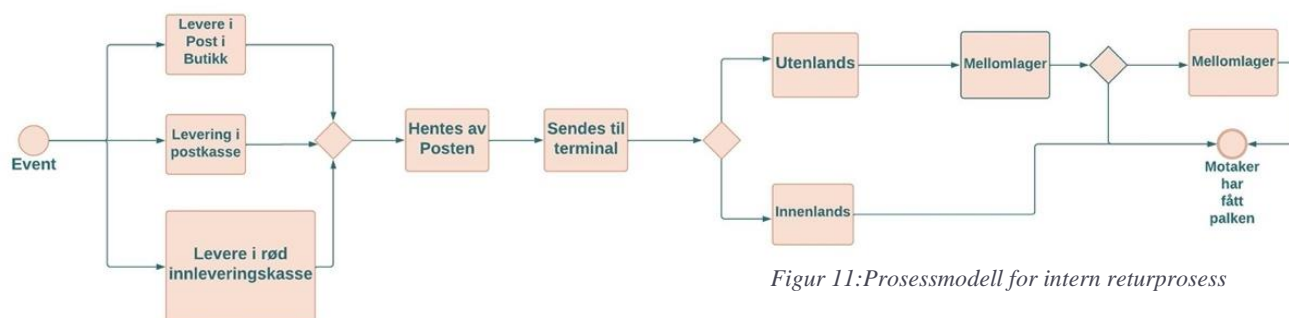 Event
Levere i
Post i
Butikk
Levering i
postkasse
Levere i rød
innleveringskasse
Hentes av
Posten
Sendes til
terminal
Utenlands
Innenlands
Mellomlager
Mellomlager
Motaker
har
fått
palken
Figur 11:Prosessmodell for intern returprosess